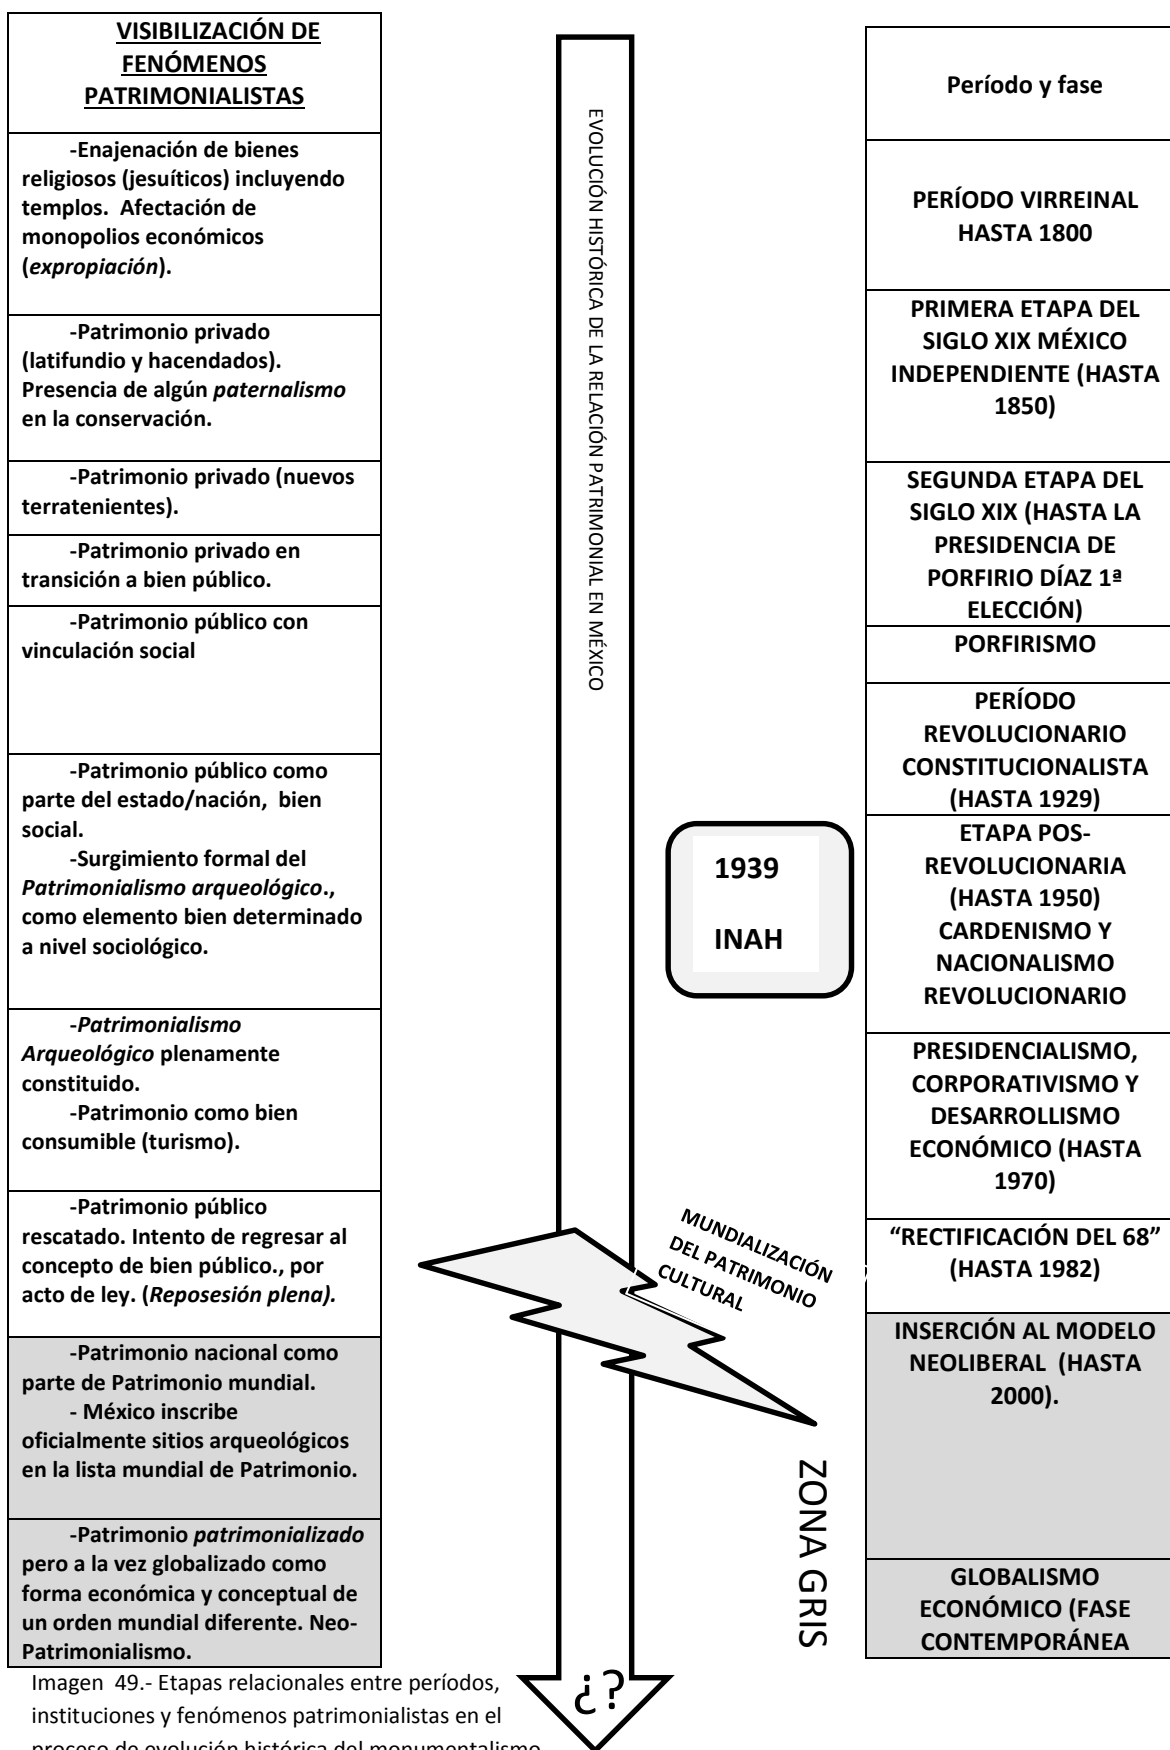 VISIBILIZACIÓN DE
FENÓMENOS
PATRIMONIALISTAS
-Enajenación de bienes
religiosos (jesuíticos) incluyendo
templos. Afectación de
monopolios económicos
(expropiación).
-Patrimonio privado
(latifundio y hacendados).
Presencia de algún paternalismo
en la conservación.
-Patrimonio privado (nuevos
terratenientes).
-Patrimonio privado en
transición a bien público.
-Patrimonio público con
vinculación social
-Patrimonio público como
parte del estado/nación, bien
social.
-Surgimiento formal del
Patrimonialismo arqueológico.,
como elemento bien determinado
a nivel sociológico.
-Patrimonialismo
Arqueológico plenamente
constituido.
-Patrimonio como bien
consumible (turismo).
-Patrimonio público
rescatado. Intento de regresar al
concepto de bien público., por
acto de ley. (Reposesión plena).
-Patrimonio nacional como
parte de Patrimonio mundial.
- México inscribe
oficialmente sitios arqueológicos
en la lista mundial de Patrimonio.
-Patrimonio patrimonializado
pero a la vez globalizado como
forma económica y conceptual de
un orden mundial diferente. Neo-
Patrimonialismo.
EVOLUCIÓN HISTÓRICA DE LA RELACIÓN PATRIMONIAL EN MÉXICO
1939
INAH
MUNDIALIZACIÓN
DEL PATRIMONIO
CULTURAL
ZONA GRIS
¿?
Período y fase
PERÍODO VIRREINAL
HASTA 1800
PRIMERA ETAPA DEL
SIGLO XIX MÉXICO
INDEPENDIENTE (HASTA
1850)
SEGUNDA ETAPA DEL
SIGLO XIX (HASTA LA
PRESIDENCIA DE
PORFIRIO DÍAZ 1ª
ELECCIÓN)
PORFIRISMO
PERÍODO
REVOLUCIONARIO
CONSTITUCIONALISTA
(HASTA 1929)
ETAPA POS-
REVOLUCIONARIA
(HASTA 1950)
CARDENISMO Y
NACIONALISMO
REVOLUCIONARIO
PRESIDENCIALISMO,
CORPORATIVISMO Y
DESARROLLISMO
ECONÓMICO (HASTA
1970)
“RECTIFICACIÓN DEL 68”
(HASTA 1982)
INSERCIÓN AL MODELO
NEOLIBERAL (HASTA
2000).
GLOBALISMO
ECONÓMICO (FASE
CONTEMPORÁNEA
Imagen 49.- Etapas relacionales entre períodos,
instituciones y fenómenos patrimonialistas en el
proceso de evolución histórica del monumentalismo